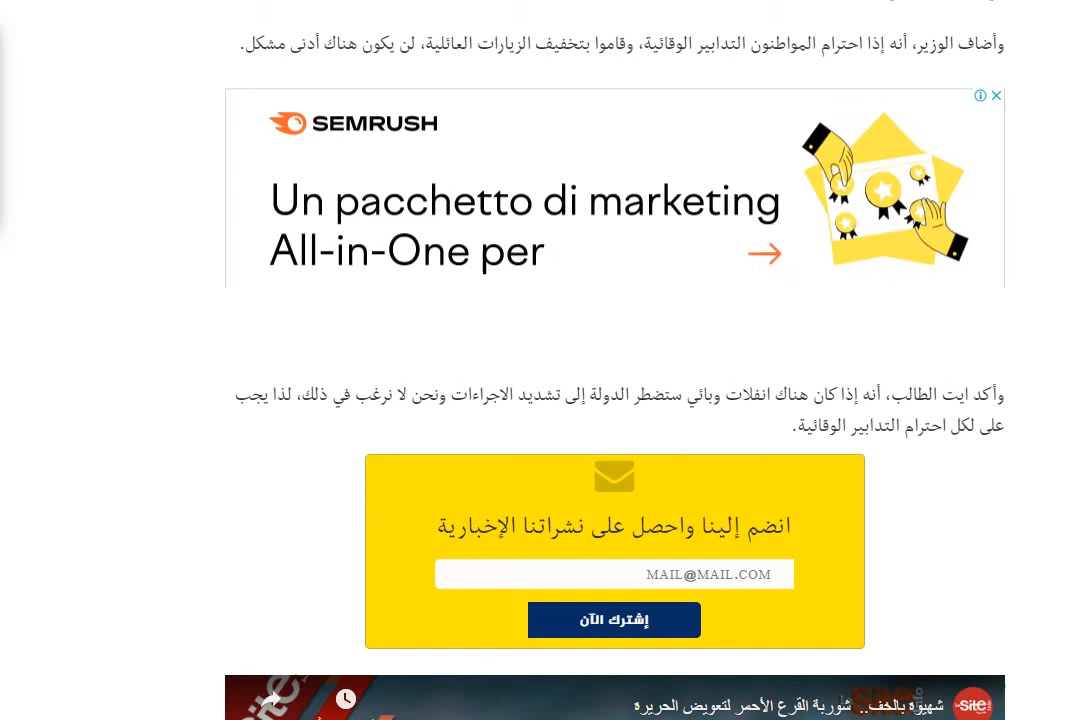 وأضاف الوزير، أنه إذا احترام المواطنون التدابير الوقائية، وقاموا بتخفيف الزيارات العائلية، لن يكون هناك أدنى مشكل.
SEMRUSH
Un pacchetto di marketing
All-in-One per
وأكد ايت الطالب، أنه إذا كان هناك انفلات وبائي ستضطر الدولة إلى تشديد الاجراءات ونحن لا نرغب في ذلك، لذا يجب
على لكل احترام التدابير الوقائية.
انضم إلينا واحصل على نشراتنا الإخبارية
MAIL@MAIL.COM
إشترك الآن
شهيوة بالخف.. شوربة القرع الأحمر لتعويض الحريرة